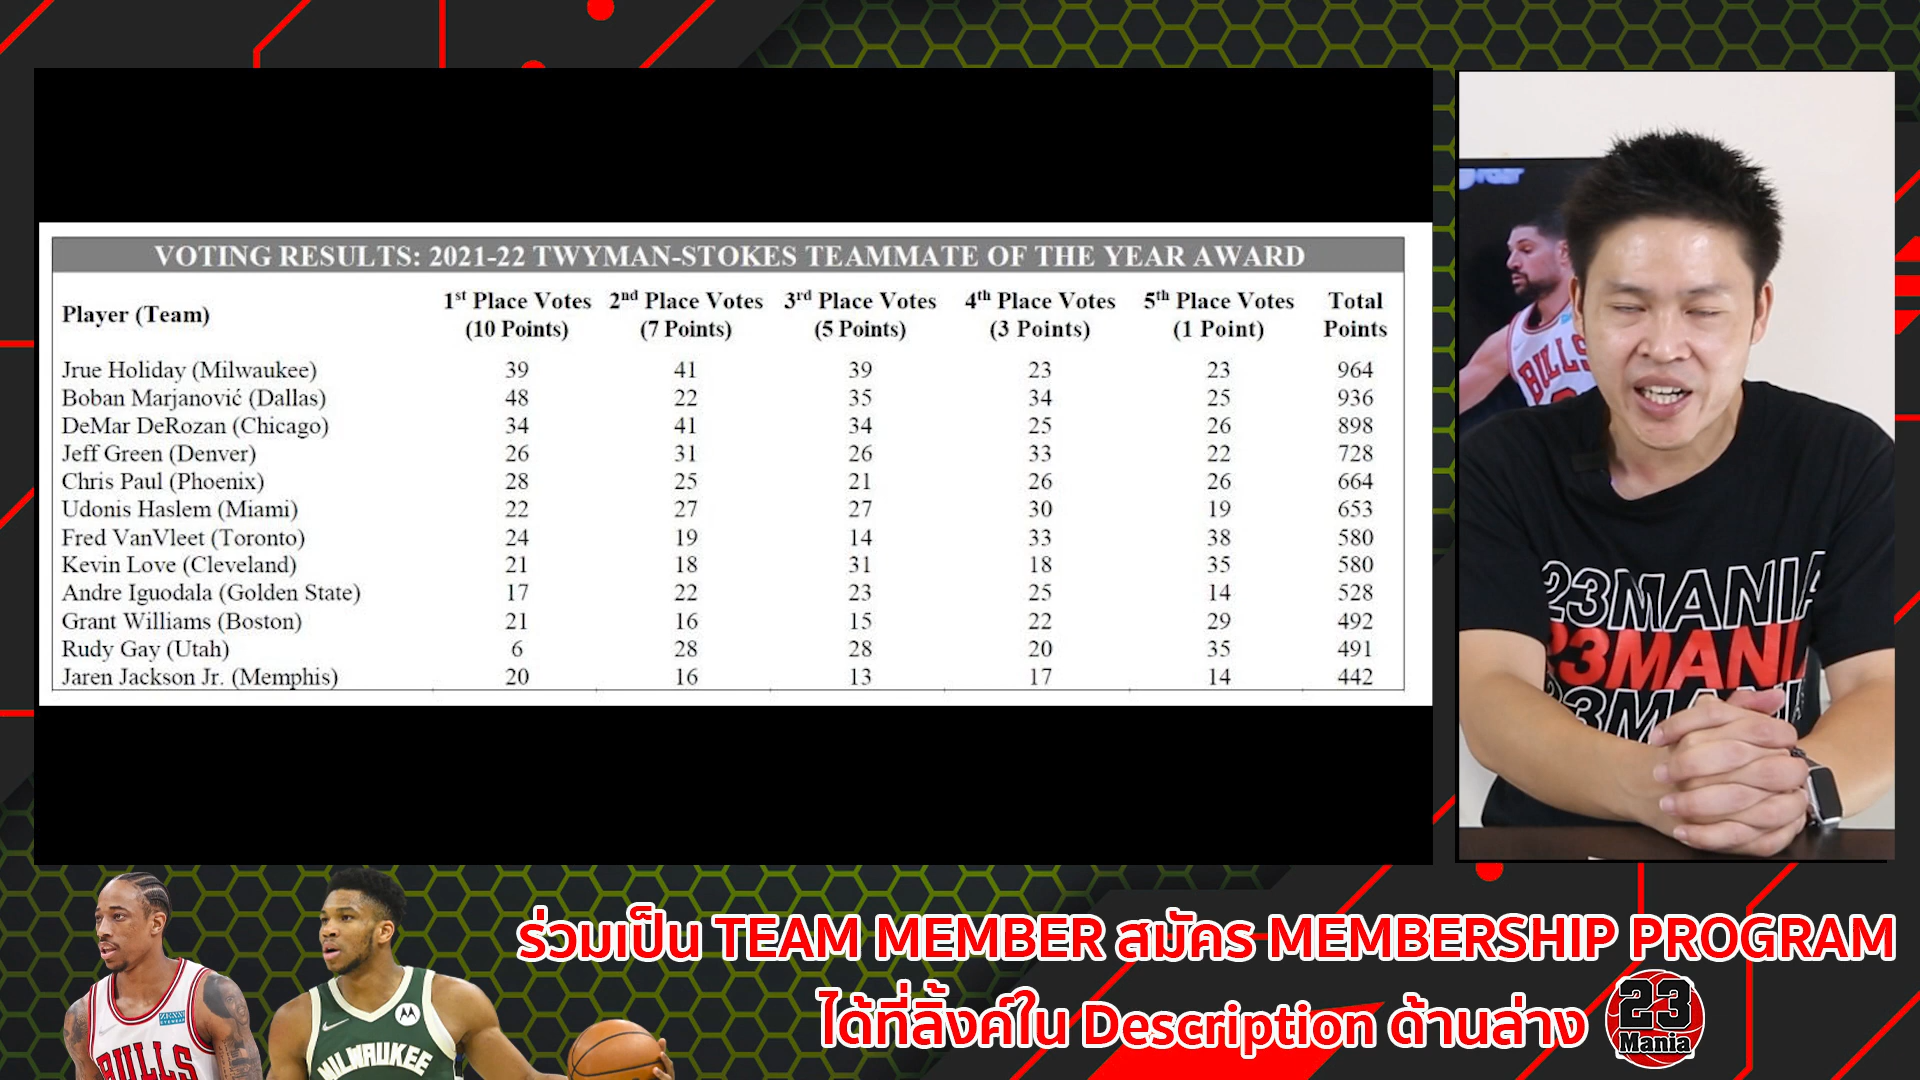 VOTING RESULTS: 2021-22 TWYMAN-STOKES TEAMMATE OF THE YEAR AWARD
Player (Team) 1st Place Votes (10 Points) 2nd Place Votes (7 Points) 3rd Place Votes (5 Points) 4th Place Votes (3 Points) 5th Place Votes (1 Point) Total Points
Jrue Holiday (Milwaukee) 39 41 39 23 23 964
Boban Marjanović (Dallas) 48 22 35 34 25 936
DeMar DeRozan (Chicago) 34 41 34 25 26 898
Jeff Green (Denver) 26 31 26 33 22 728
Chris Paul (Phoenix) 28 25 21 26 26 664
Udonis Haslem (Miami) 22 27 27 30 19 653
Fred VanVleet (Toronto) 24 19 14 33 38 580
Kevin Love (Cleveland) 21 18 31 18 35 580
Andre Iguodala (Golden State) 17 22 23 25 14 528
Grant Williams (Boston) 21 16 15 22 29 492
Rudy Gay (Utah) 6 28 28 20 35 491
Jaren Jackson Jr. (Memphis) 20 16 13 17 14 442
BULLS
23MANIA
23MANI
23MANI
ร่วมเป็น TEAM MEMBER สมัคร MEMBERSHIP PROGRAM
ได้ที่ลิ้งค์ใน Description ด้านล่าง
23
Mania
ZENNI
BULLS
MILWAUKEE